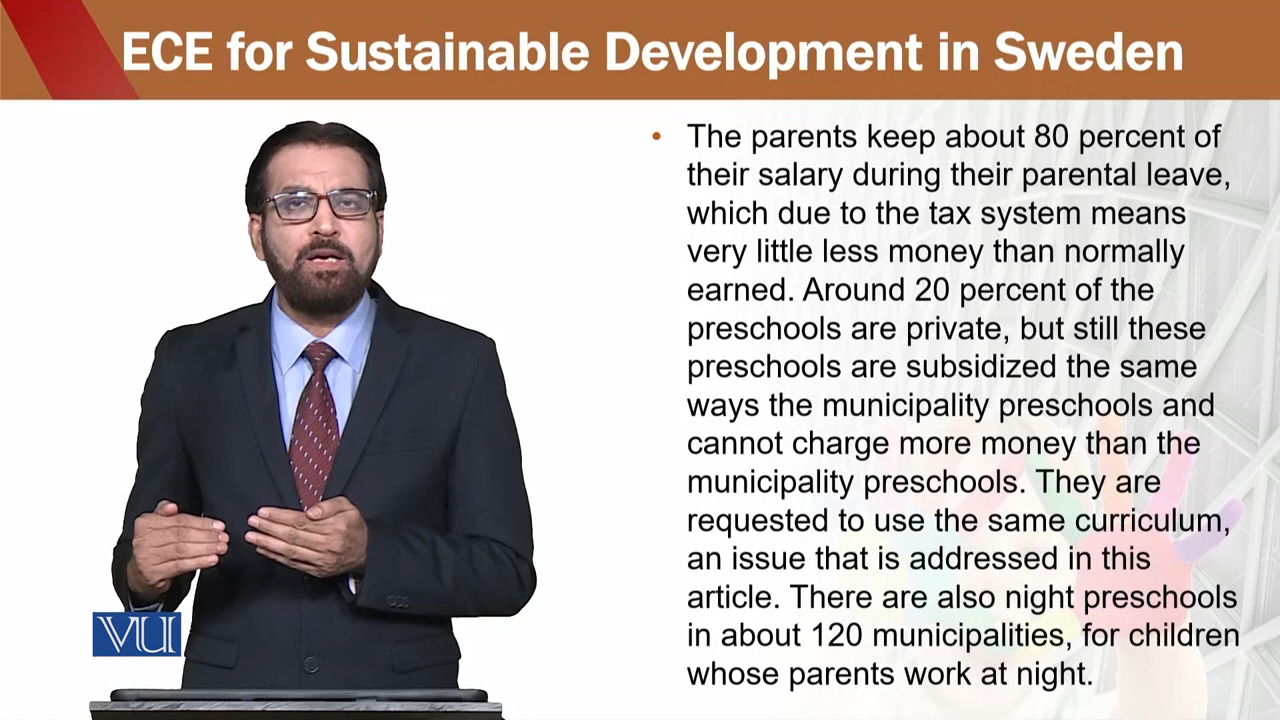 ECE for Sustainable Development in Sweden
• The parents keep about 80 percent of
their salary during their parental leave,
which due to the tax system means
very little less money than normally
earned. Around 20 percent of the
preschools are private, but still these
preschools are subsidized the same
ways the municipality preschools and
cannot charge more money than the
municipality preschools. They are
requested to use the same curriculum,
an issue that is addressed in this
article. There are also night preschools
in about 120 municipalities, for children
whose parents work at night.
VU